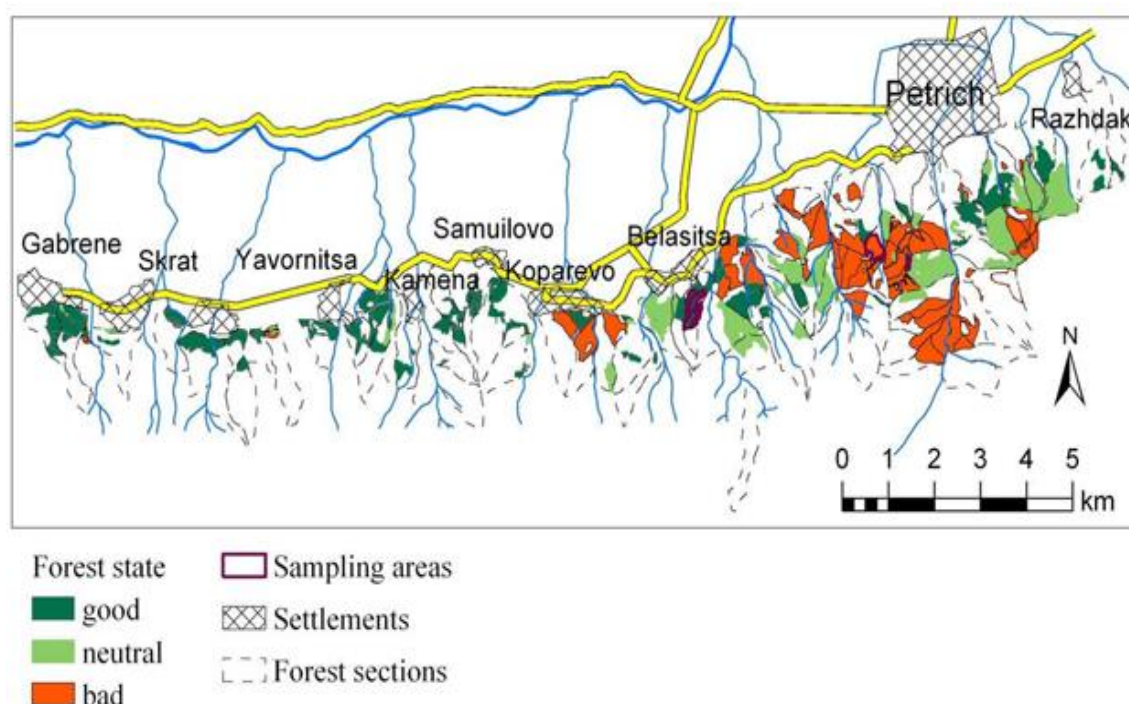 Petrich
Razhdak
Gabrene
Skrat
Yavornitsa
Samuilovo
Belasitsa
Kamena
Koparevo
N
0 1 2 3 4 5
km
Forest state
good
neutral
bad
Sampling areas
Settlements
Forest sections